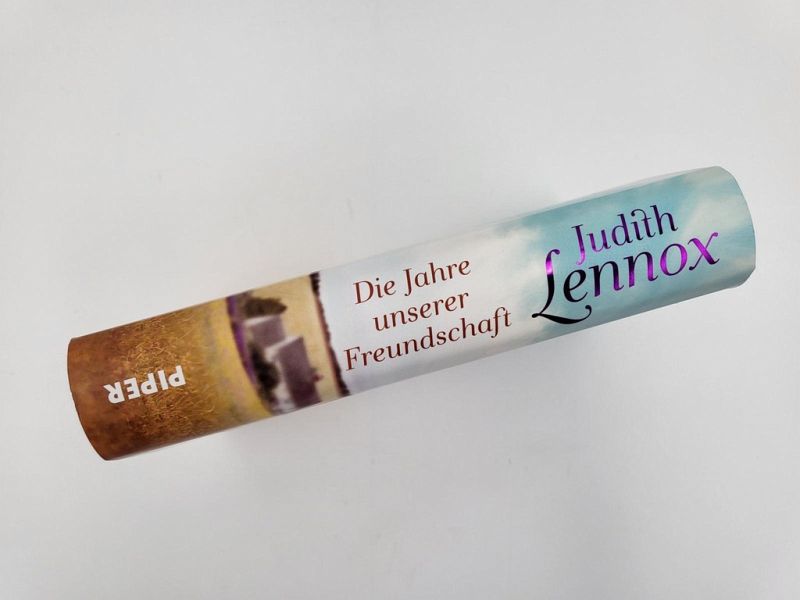 Judith
Lennox
Die Jahre
unserer
Freundschaft
PIPER